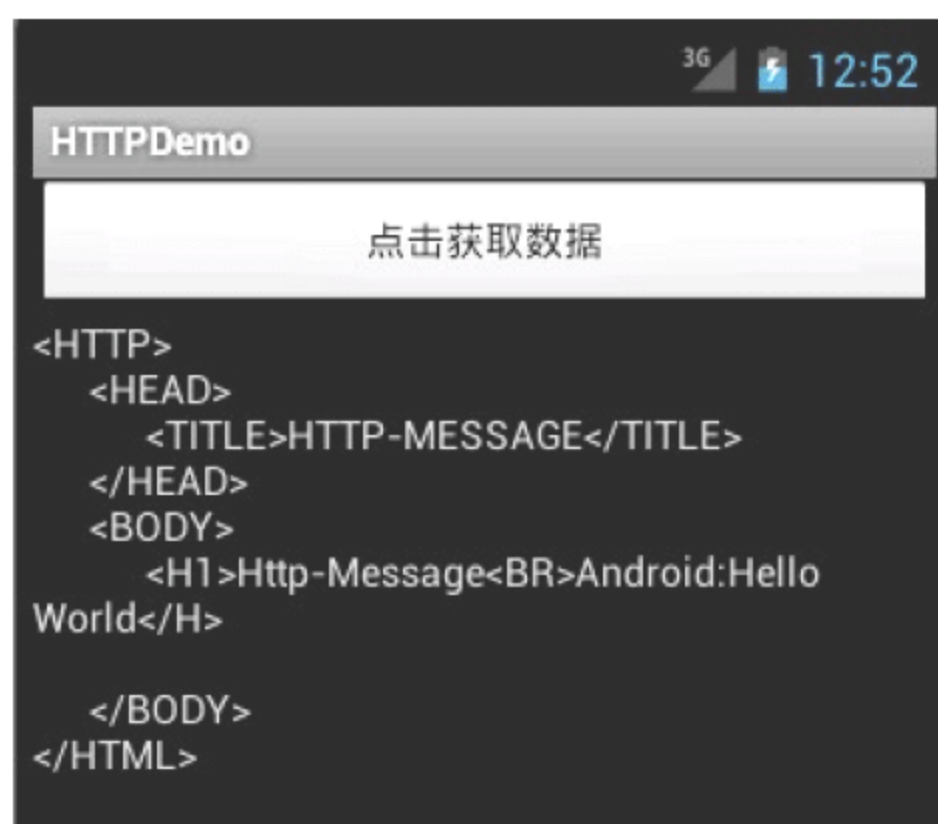 3G 12:52
HTTPDemo
点击获取数据
<HTTP>
<HEAD>
<TITLE>HTTP-MESSAGE</TITLE>
</HEAD>
<BODY>
<H1>Http-Message<BR>Android:Hello
World</H>
</BODY>
</HTML>